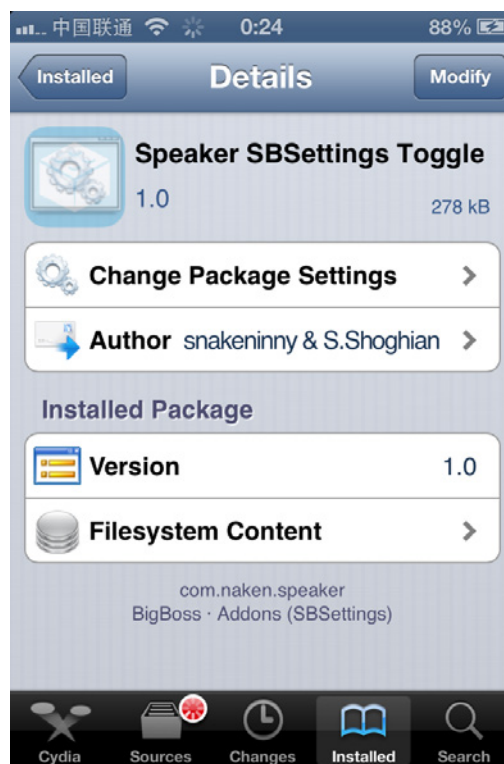 中国联通 0:24 88%
Installed Details Modify
Speaker SBSettings Toggle
1.0 278 kB
Change Package Settings
Author snakeninny & S.Shoghian
Installed Package
Version 1.0
Filesystem Content
com.naken.speaker
BigBoss · Addons (SBSettings)
Cydia Sources Changes Installed Search